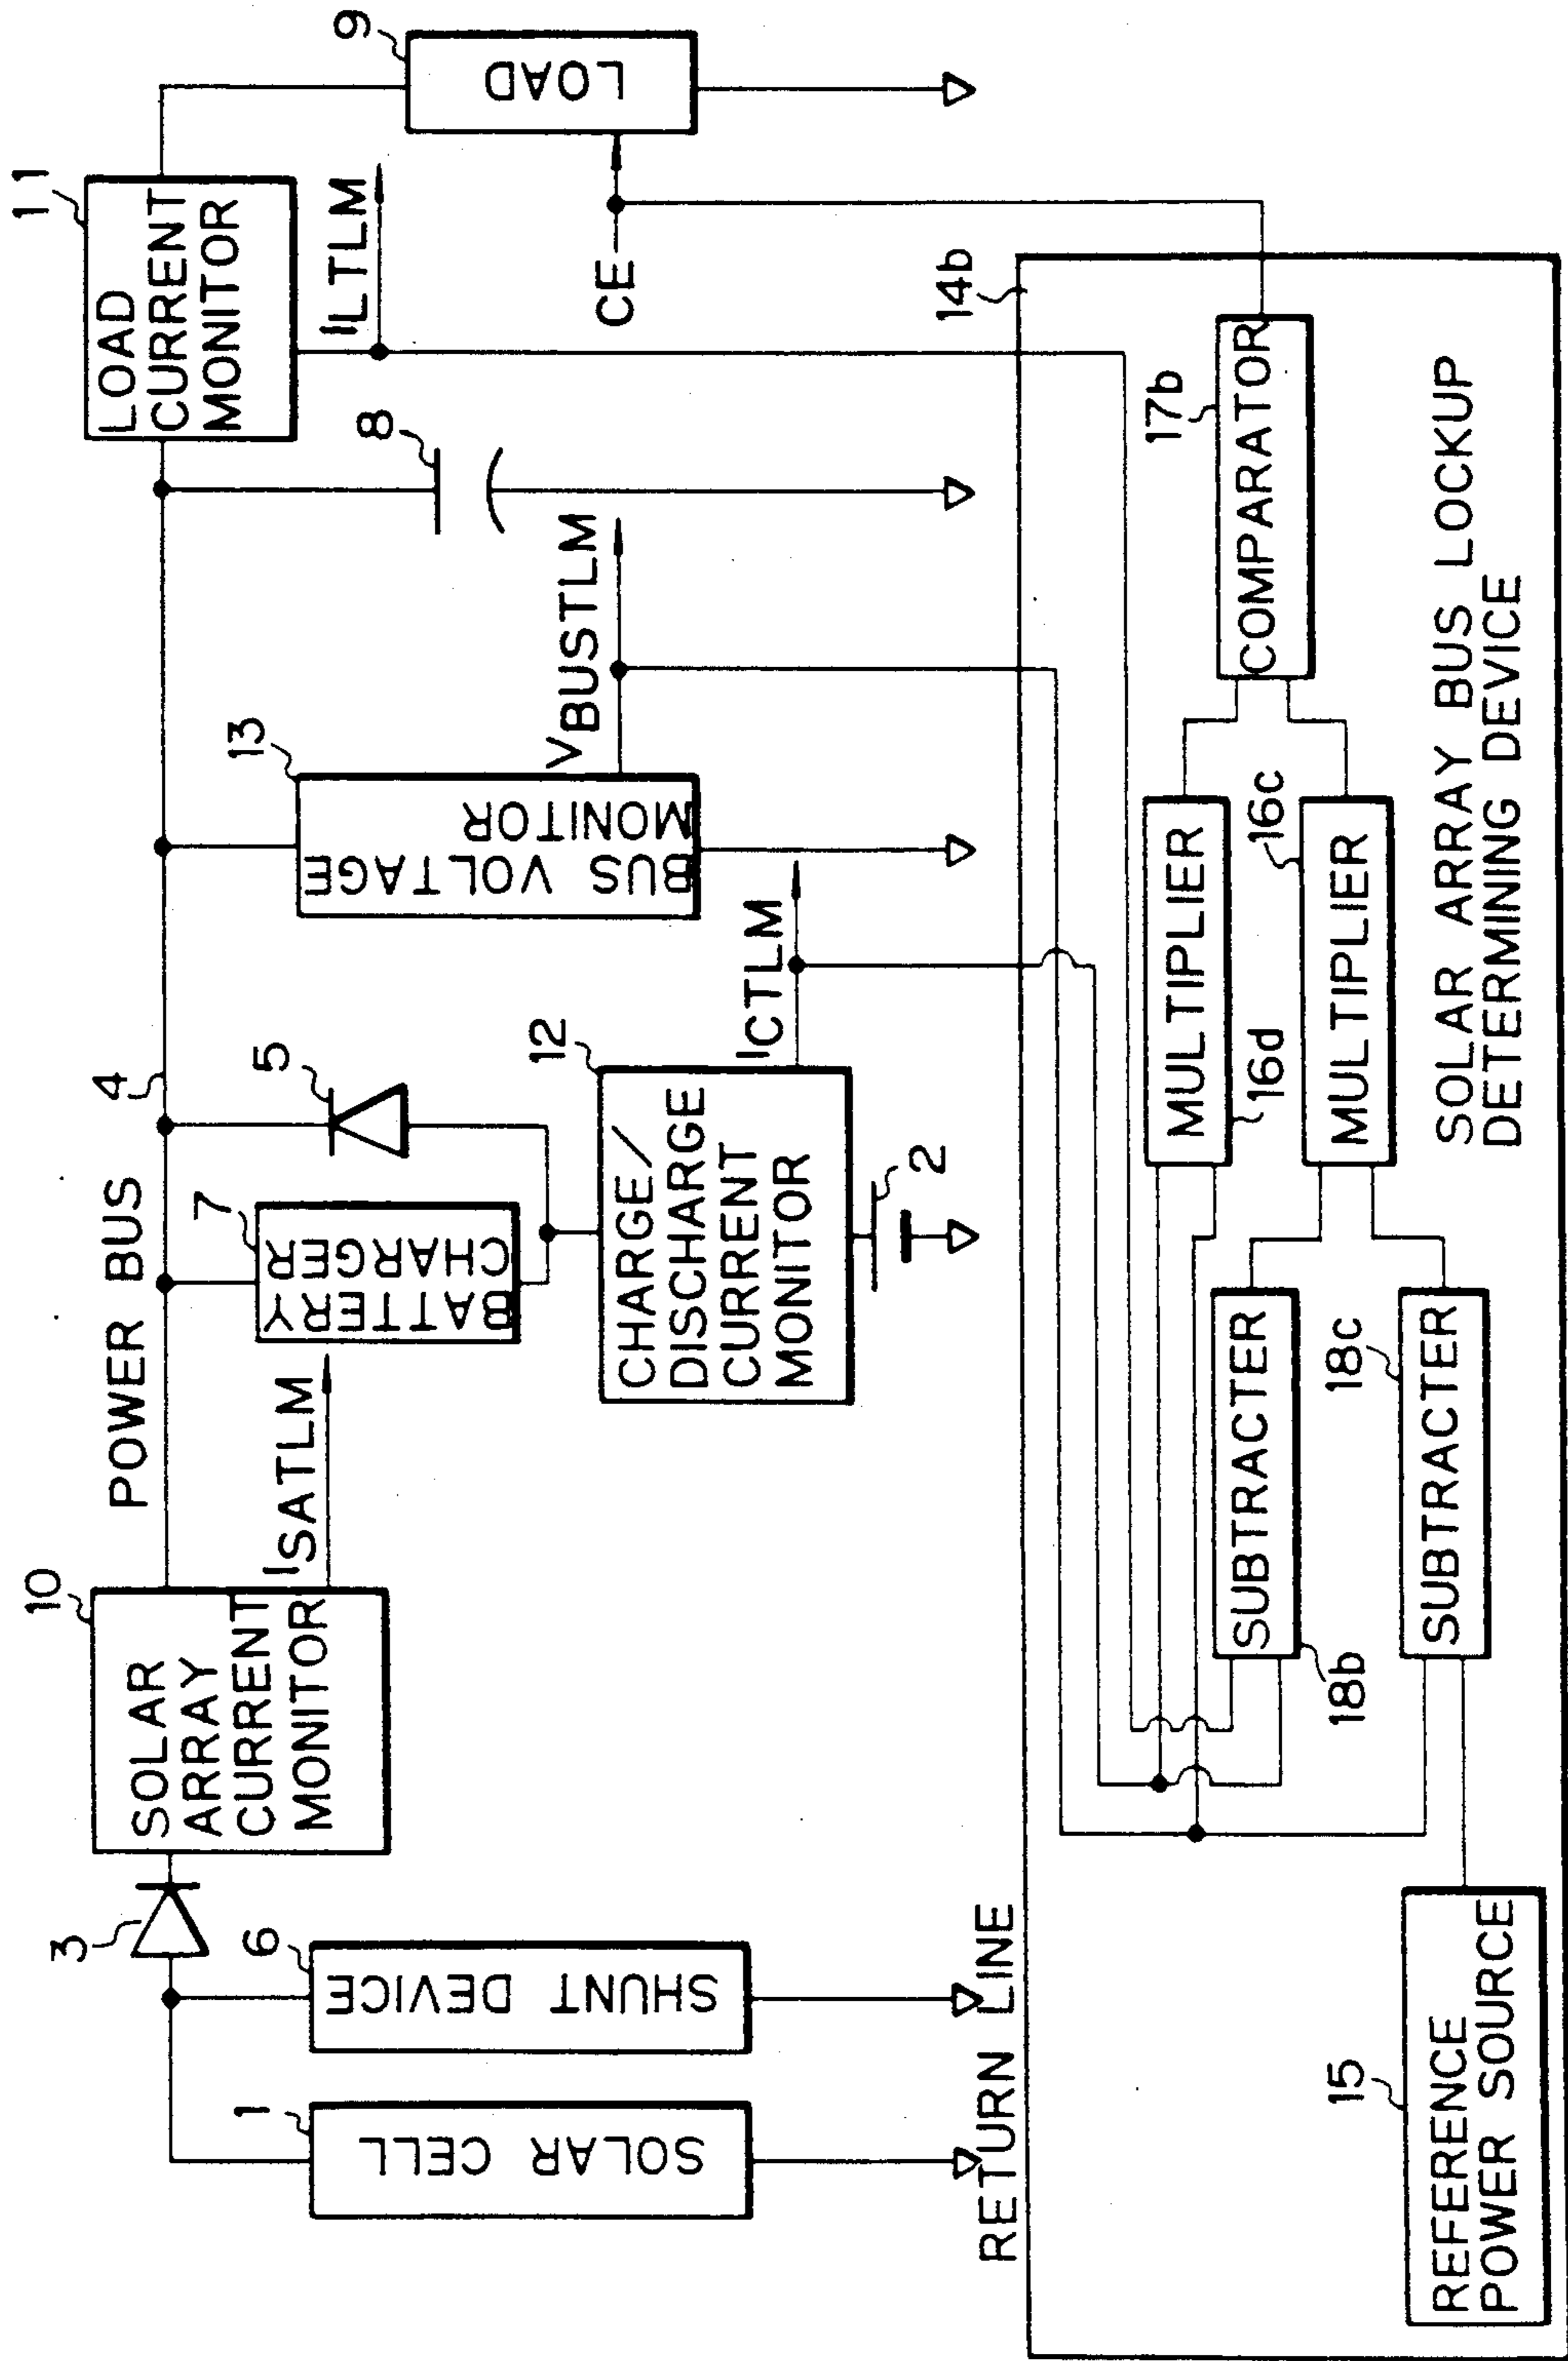 1
SOLAR CELL
6
SHUNT DEVICE
3
RETURN LINE
10
SOLAR
ARRAY
CURRENT
MONITOR
ISATLM
POWER BUS
4
7
BATTERY
CHARGER
5
12
CHARGE/
DISCHARGE
CURRENT
MONITOR
2
ICTLM
13
BUS VOLTAGE
MONITOR
VBUSTLM
8
11
LOAD
CURRENT
MONITOR
ILTLM
CE
9
LOAD
14b
15
REFERENCE
POWER SOURCE
18b
SUBTRACTER
18c
SUBTRACTER
16d
MULTIPLIER
16c
MULTIPLIER
17b
COMPARATOR
SOLAR ARRAY BUS LOCKUP
DETERMINING DEVICE